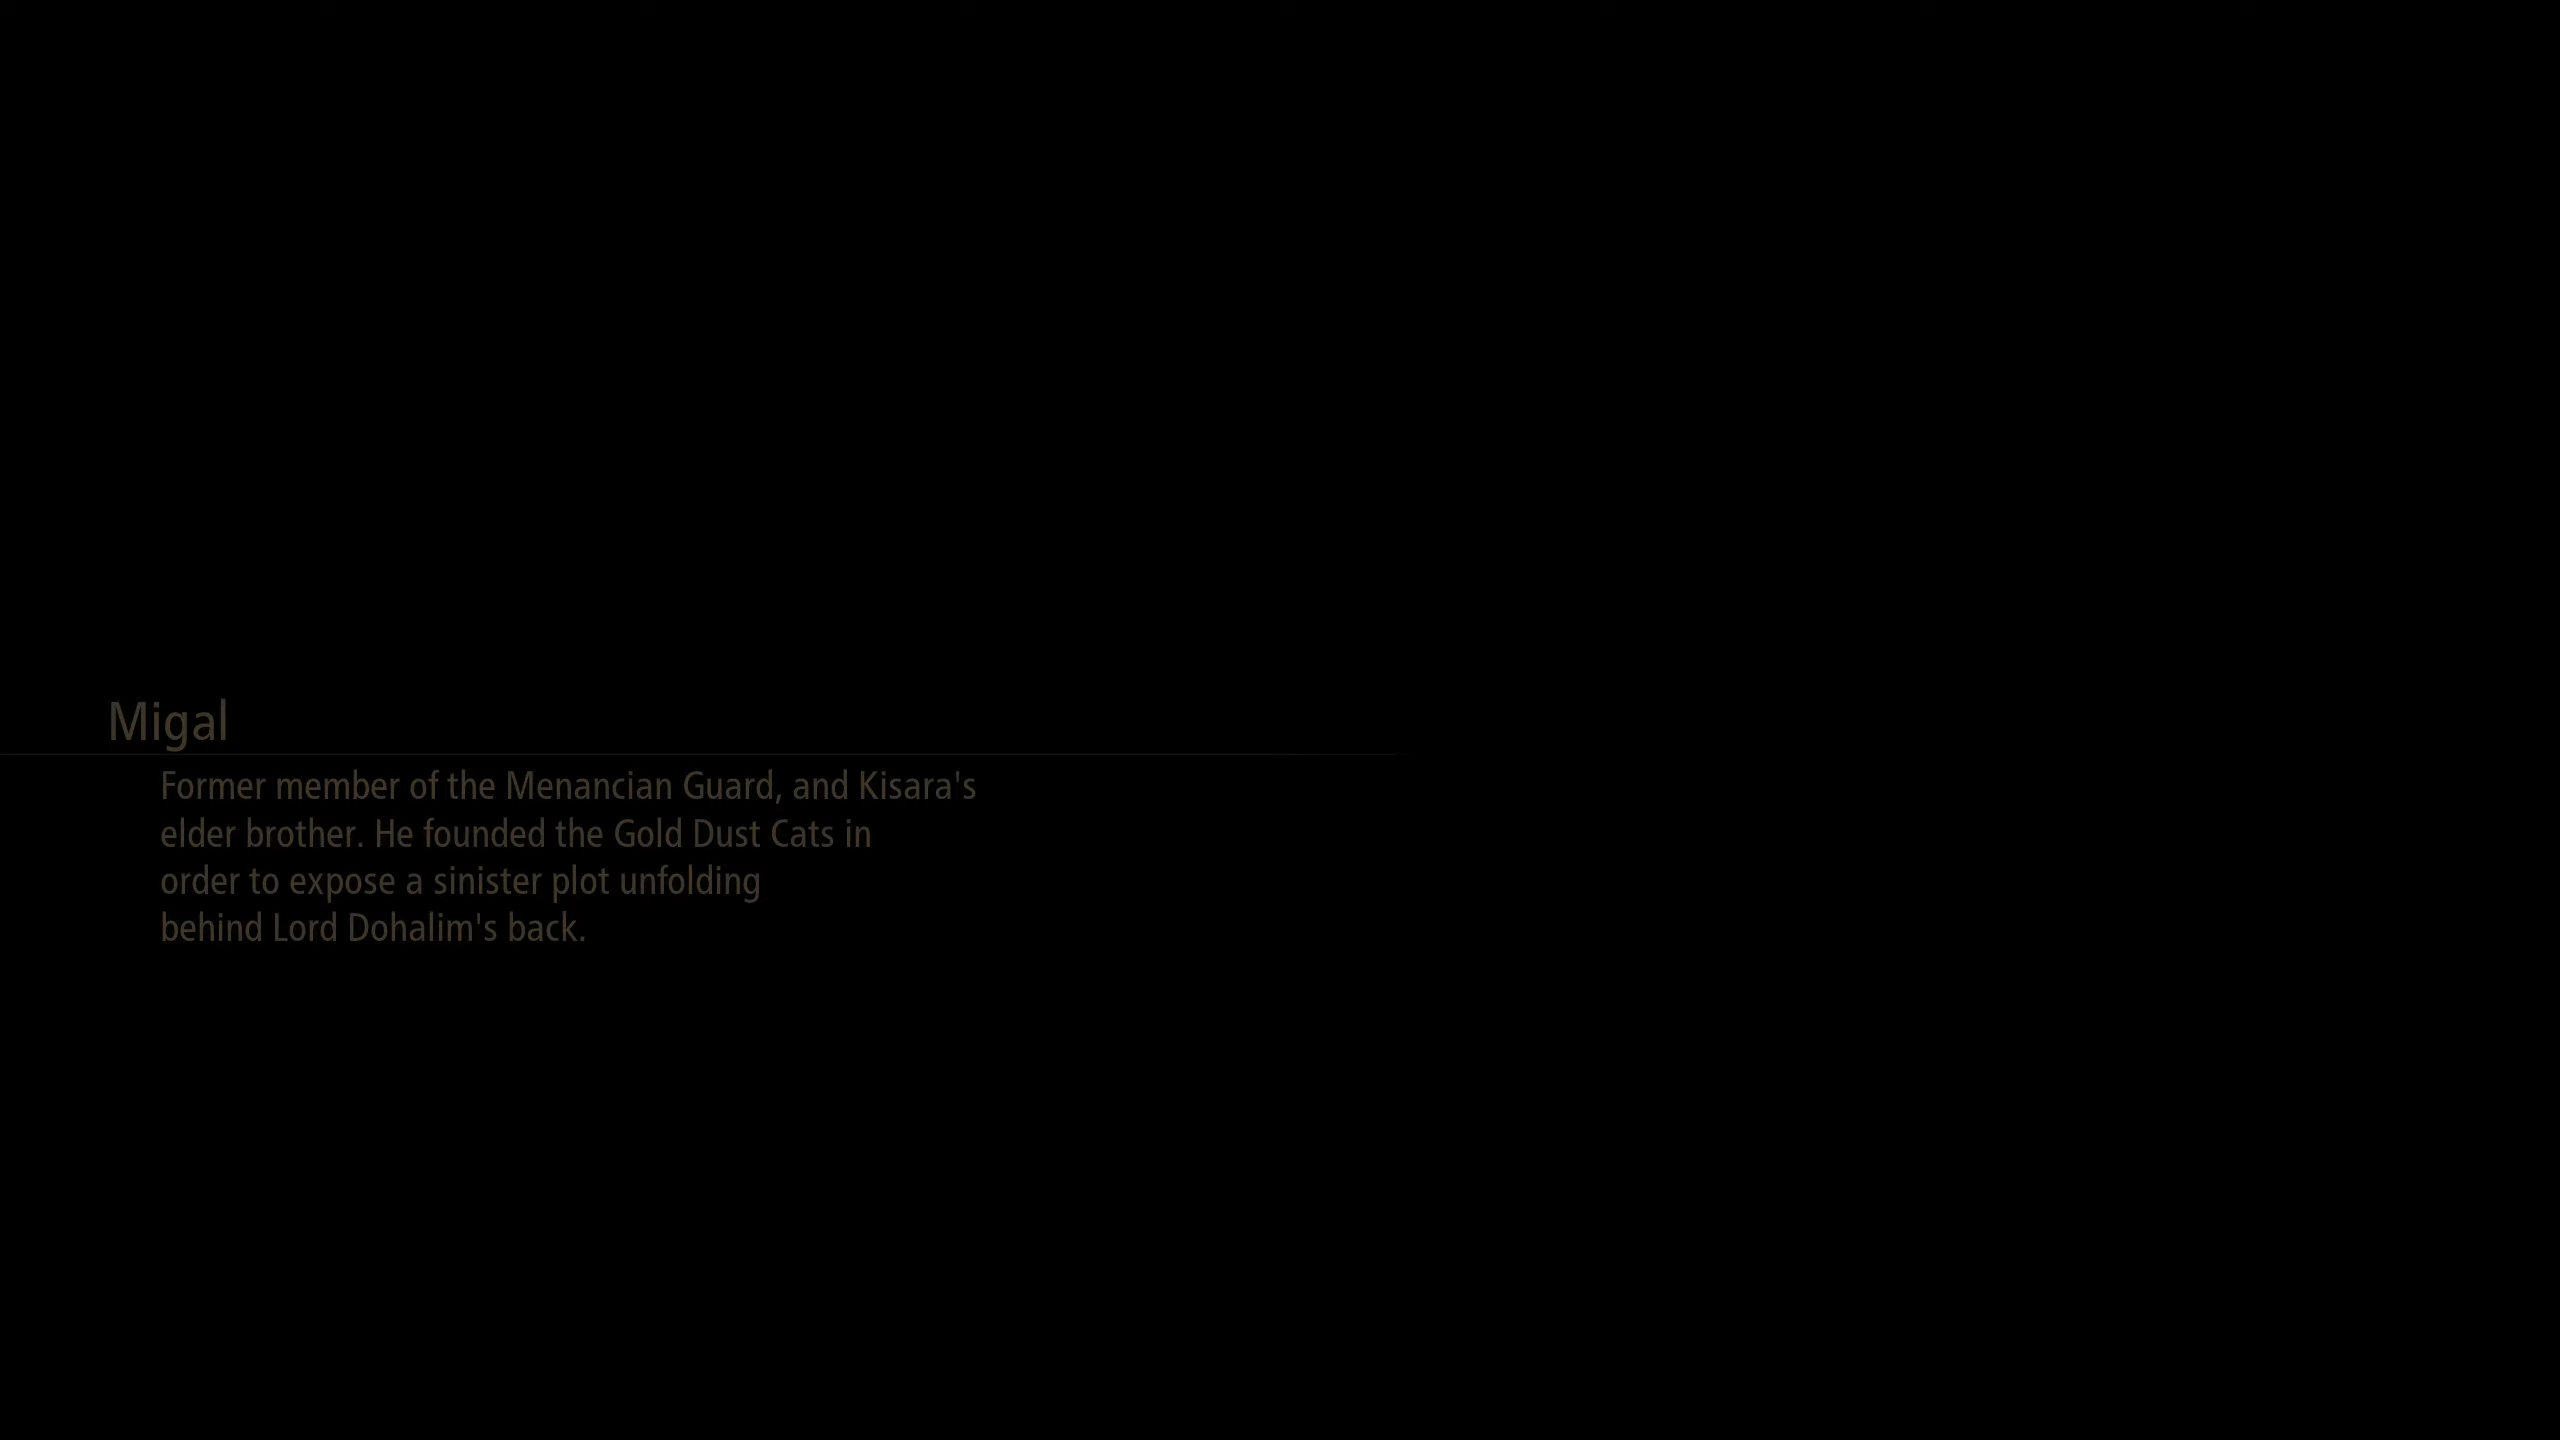 Migal
Former member of the Menancian Guard, and Kisara's
elder brother. He founded the Gold Dust Cats in
order to expose a sinister plot unfolding
behind Lord Dohalim's back.